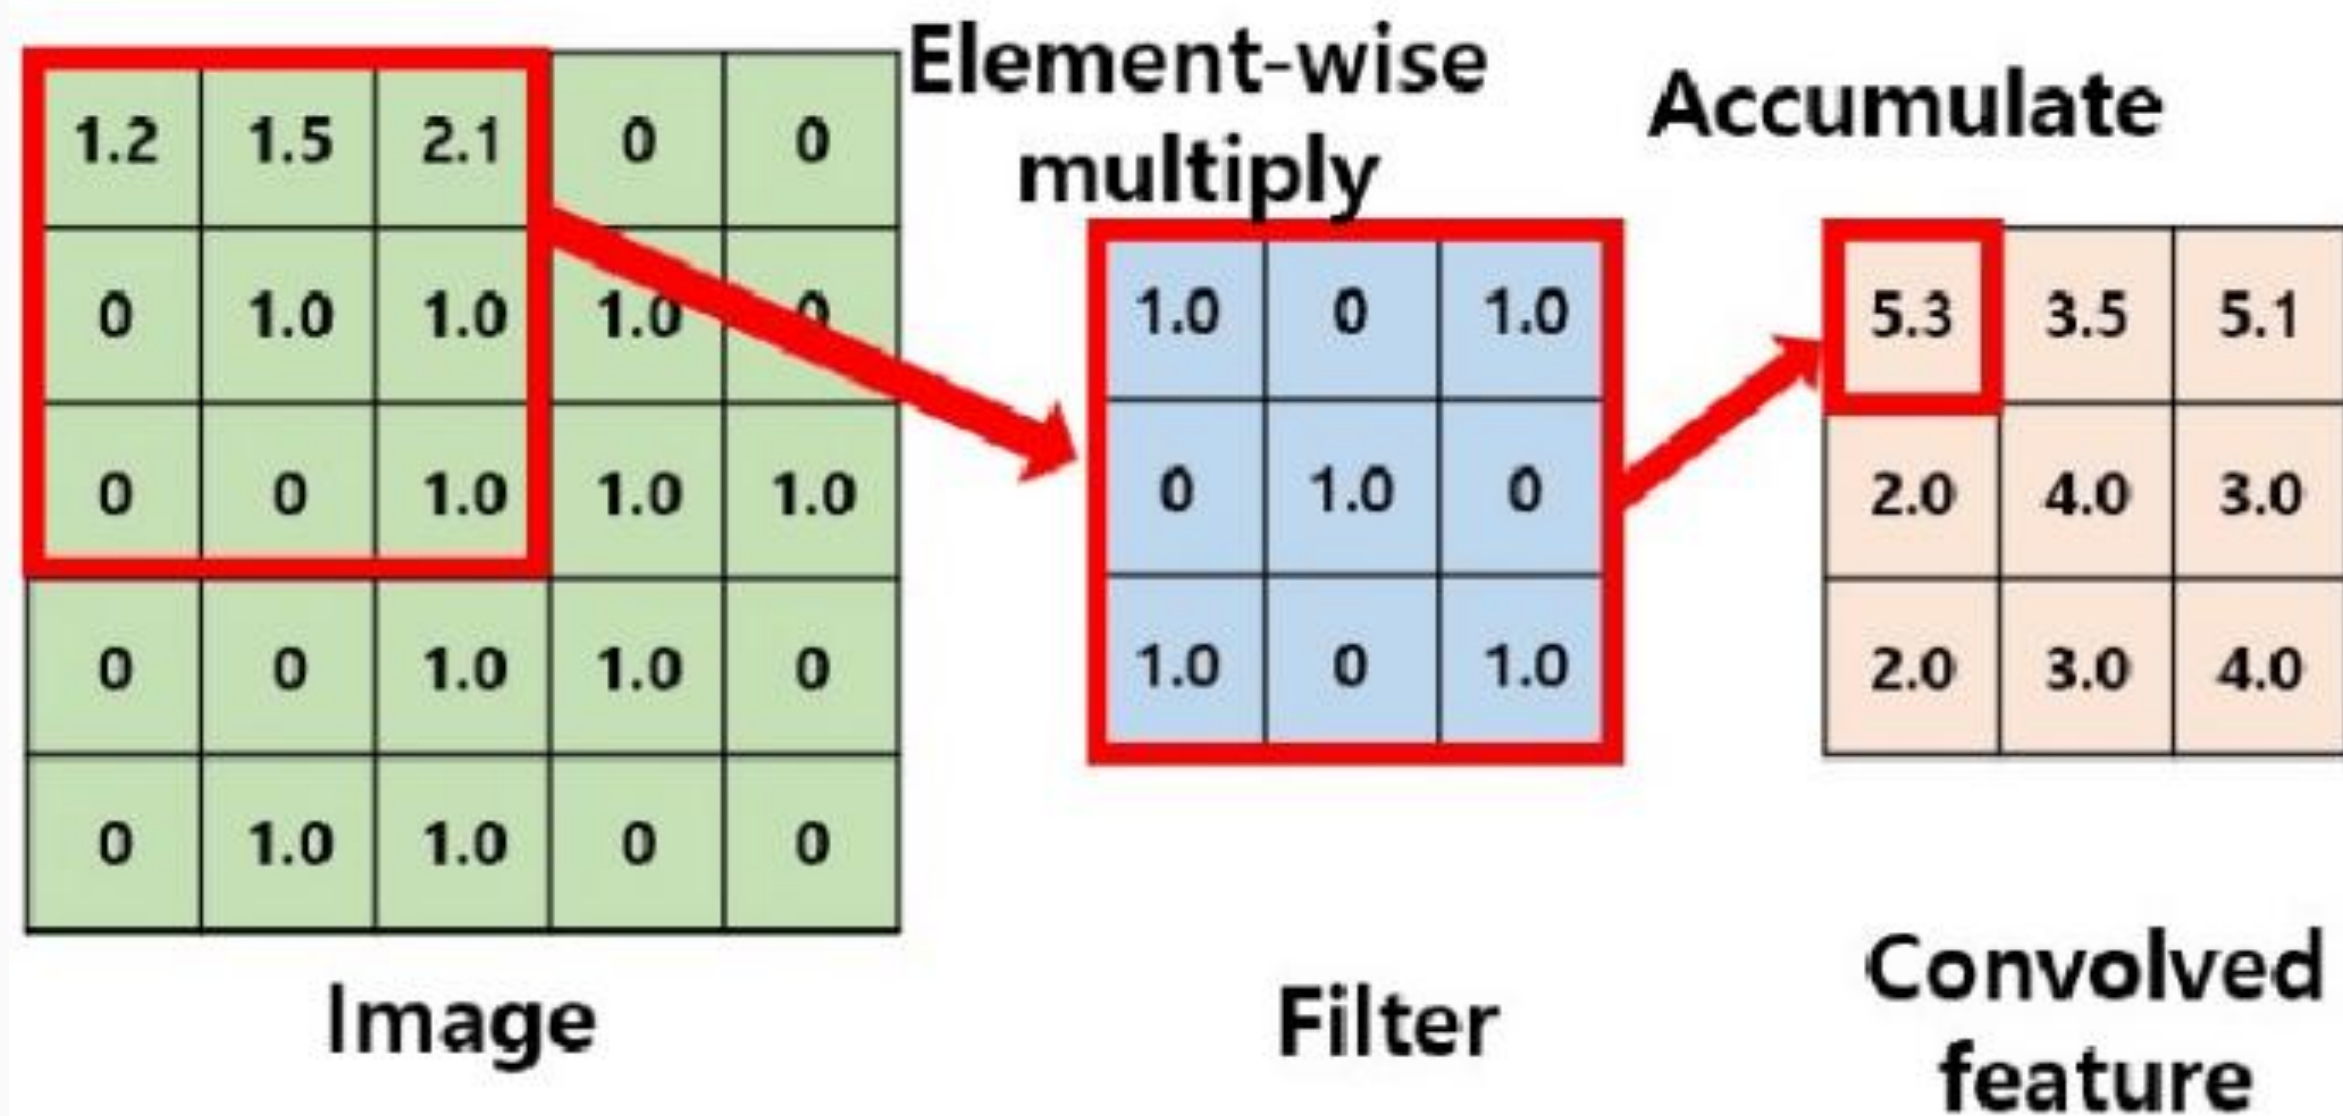 Element-wise
multiply
Accumulate
1.2 1.5 2.1 0 0
0 1.0 1.0 1.0 0
0 0 1.0 1.0 1.0
0 0 1.0 1.0 0
0 1.0 1.0 0 0
Image
1.0 0 1.0
0 1.0 0
1.0 0 1.0
Filter
5.3 3.5 5.1
2.0 4.0 3.0
2.0 3.0 4.0
Convolved
feature